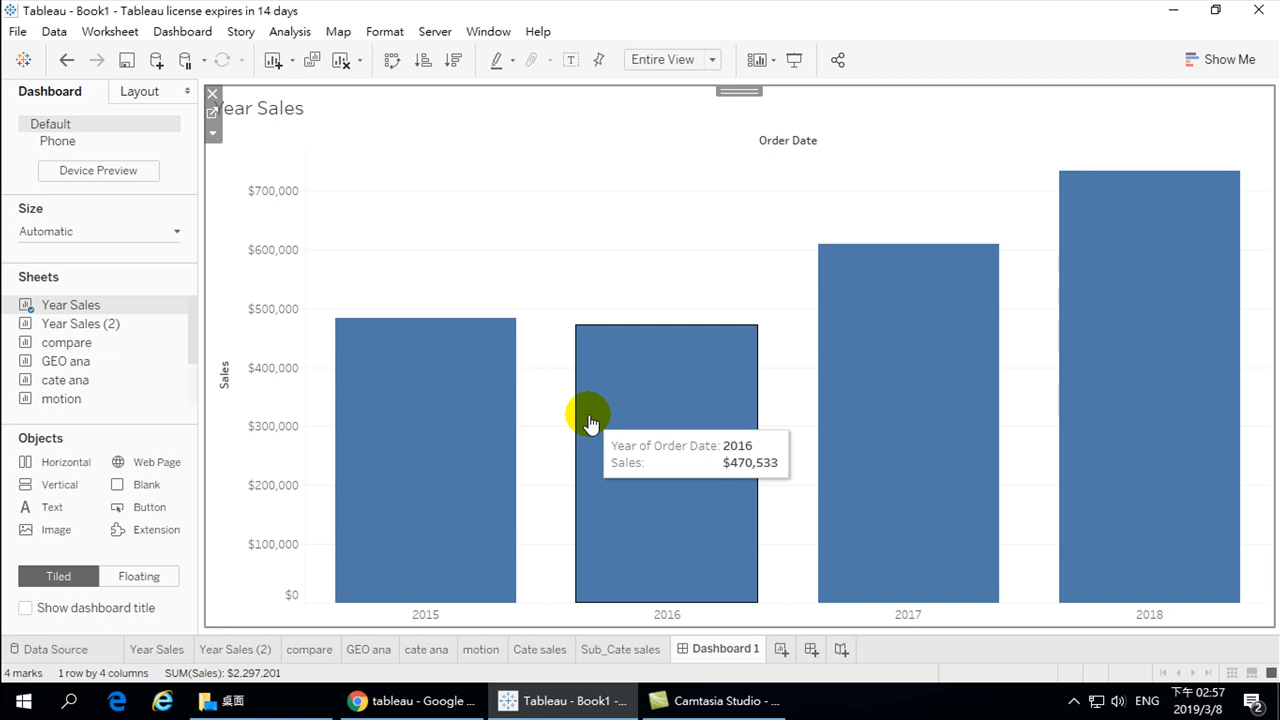 Tableau - Book1 - Tableau license expires in 14 days
File Data Worksheet Dashboard Story Analysis Map Format Server Window Help
Entire View
Show Me
Dashboard Layout
Default
Phone
Device Preview
Size
Automatic
Sheets
Year Sales
Year Sales (2)
compare
GEO ana
cate ana
motion
Objects
Horizontal Web Page
Vertical Blank
Text Button
Image Extension
Tiled Floating
Show dashboard title
Year Sales
Order Date
$700,000
$600,000
$500,000
$400,000
$300,000
$200,000
$100,000
$0
Sales
Year of Order Date: 2016
Sales: $470,533
2015 2016 2017 2018
Data Source Year Sales Year Sales (2) compare GEO ana cate ana motion Cate sales Sub_Cate sales Dashboard 1
4 marks 1 row by 4 columns SUM(Sales): $2,297,201
桌面 tableau - Google ... Tableau - Book1 -... Camtasia Studio - ... ENG
下午 02:57
2019/3/8
2